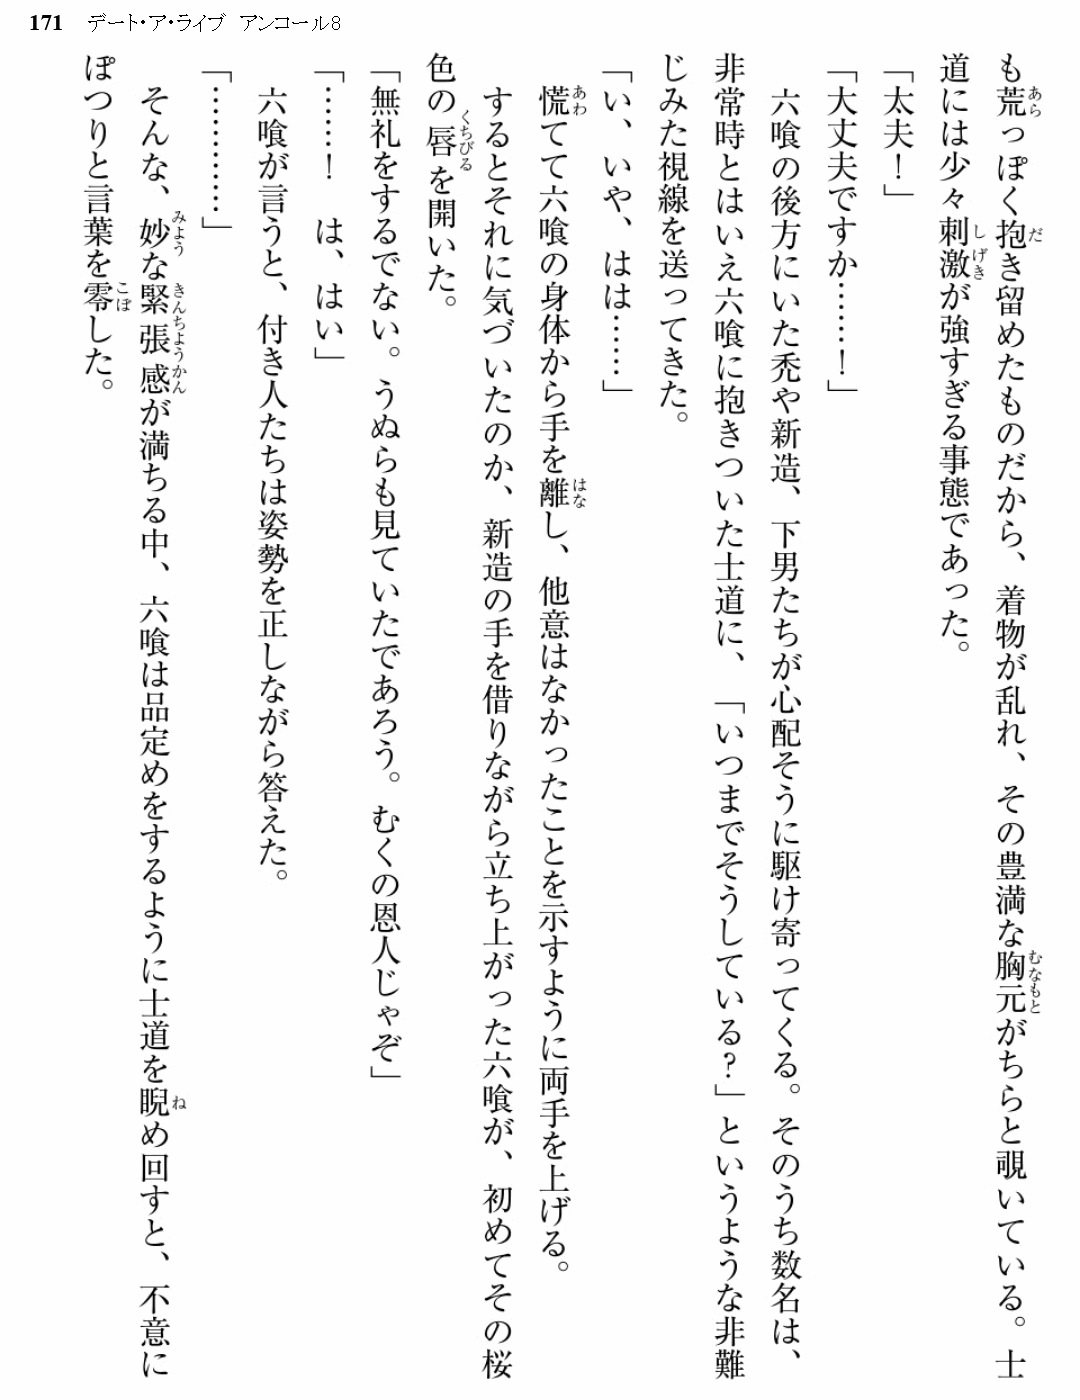 171 デート・ア・ライブ アンコール8
も荒っぽく抱き留めたものだから、着物が乱れ、その豊満な胸元がちらと覗いている。士
道には少々刺激が強すぎる事態であった。
「太夫！」
「大丈夫ですか……！」
六喰の後方にいた禿や新造、下男たちが心配そうに駆け寄ってくる。そのうち数名は、
非常時とはいえ六喰に抱きついた士道に、「いつまでそうしている？」というような非難
じみた視線を送ってきた。
「い、いや、はは……」
慌てて六喰の身体から手を離し、他意はなかったことを示すように両手を上げる。
するとそれに気づいたのか、新造の手を借りながら立ち上がった六喰が、初めてその桜
色の唇を開いた。
「無礼をするでない。うぬらも見ていたであろう。むくの恩人じゃぞ」
「……！　は、はい」
六喰が言うと、付き人たちは姿勢を正しながら答えた。
「…………」
そんな、妙な緊張感が満ちる中、六喰は品定めをするように士道を睨め回すと、不意に
ぽつりと言葉を零した。